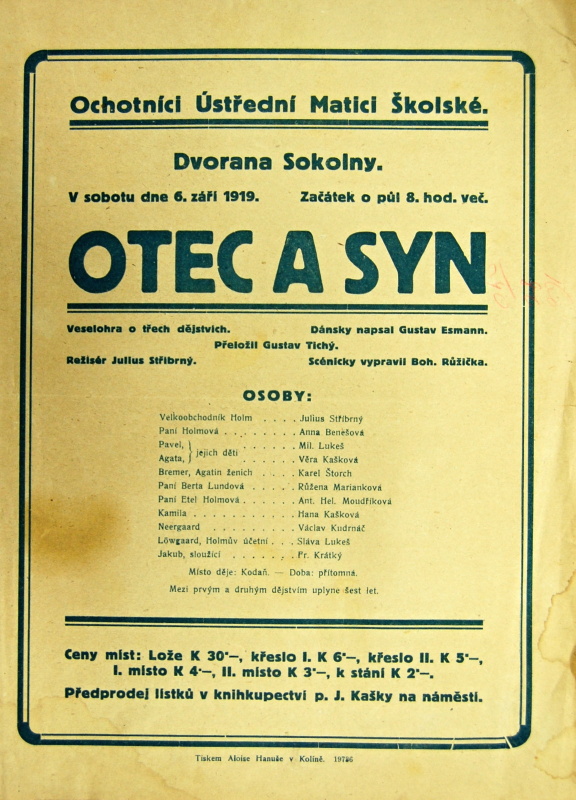 Ochotníci Ústřední Matici Školské.
Dvorana Sokolny.
V sobotu dne 6. září 1919. Začátek o půl 8. hod. več.
OTEC A SYN
Veselohra o třech dějstvích. Dánsky napsal Gustav Esmann.
Přeložil Gustav Tichý.
Režisér Julius Stříbrný. Scénicky vypravil Boh. Růžička.
OSOBY:
Velkoobchodník Holm . . . . Julius Stříbrný
Paní Holmová . . . . . . . . Anna Benešová
Pavel, } jejich děti . . . . . . Mil. Lukeš
Agata, } . . . . . . Věra Kašková
Bremer, Agatin ženich . . . . Karel Štorch
Paní Berta Lundová . . . . . Růžena Marianková
Paní Etel Holmová . . . . . . Ant. Hel. Moudříková
Kamila . . . . . . . . . . . Hana Kašková
Neergaard . . . . . . . . . Václav Kudrnáč
Löwgaard, Holmův účetní . . . Sláva Lukeš
Jakub, sloužící . . . . . . . Fr. Krátký
Místo děje: Kodaň. — Doba: přítomná.
Mezi prvým a druhým dějstvím uplyne šest let.
Ceny míst: Lože K 30·—, křeslo I. K 6·—, křeslo II. K 5·—,
I. místo K 4·—, II. místo K 3·—, k stání K 2·—.
Předprodej lístků v knihkupectví p. J. Kašky na náměstí.
Tiskem Aloise Hanuše v Kolíně. 19786